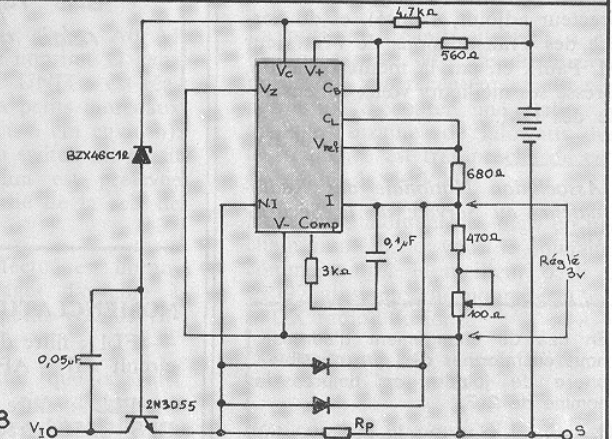 4,7kΩ
560Ω
Vc
V+
Vz
CB
CL
Vref
680Ω
BZX46C12
N.I
I
V-
Comp
470Ω
0,1µF
3kΩ
Réglé
3v
100Ω
0,05µF
2N3055
Rp
VI
S